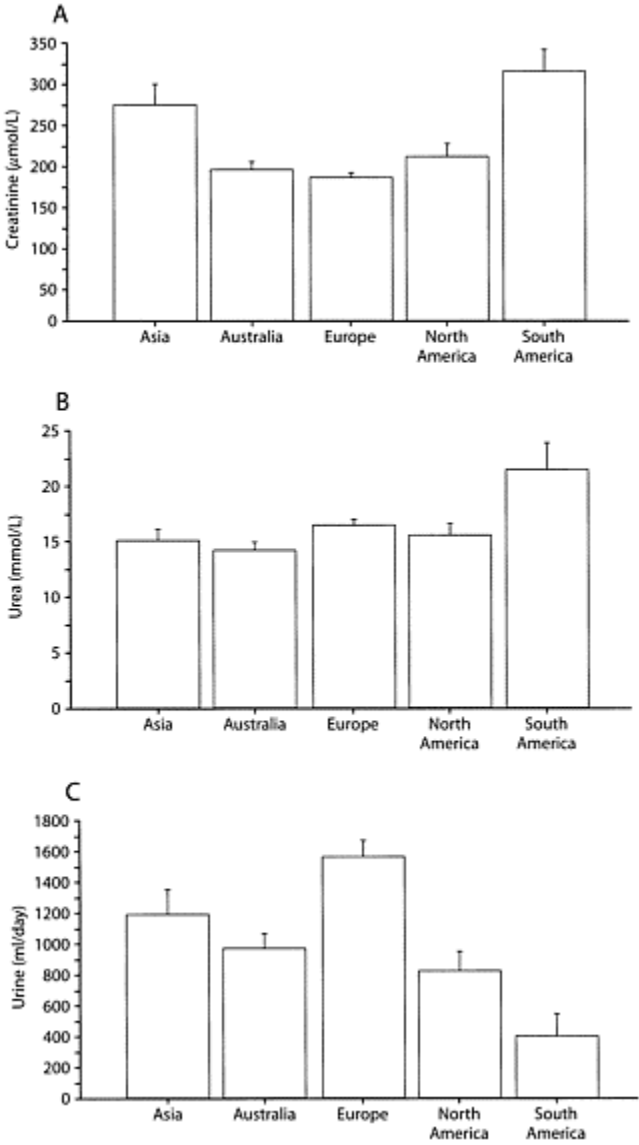 A
Creatinine (μmol/L)
350
300
250
200
150
100
50
0
Asia
Australia
Europe
North
America
South
America
B
Urea (mmol/L)
25
20
15
10
5
0
Asia
Australia
Europe
North
America
South
America
C
Urine (ml/day)
1800
1600
1400
1200
1000
800
600
400
200
0
Asia
Australia
Europe
North
America
South
America